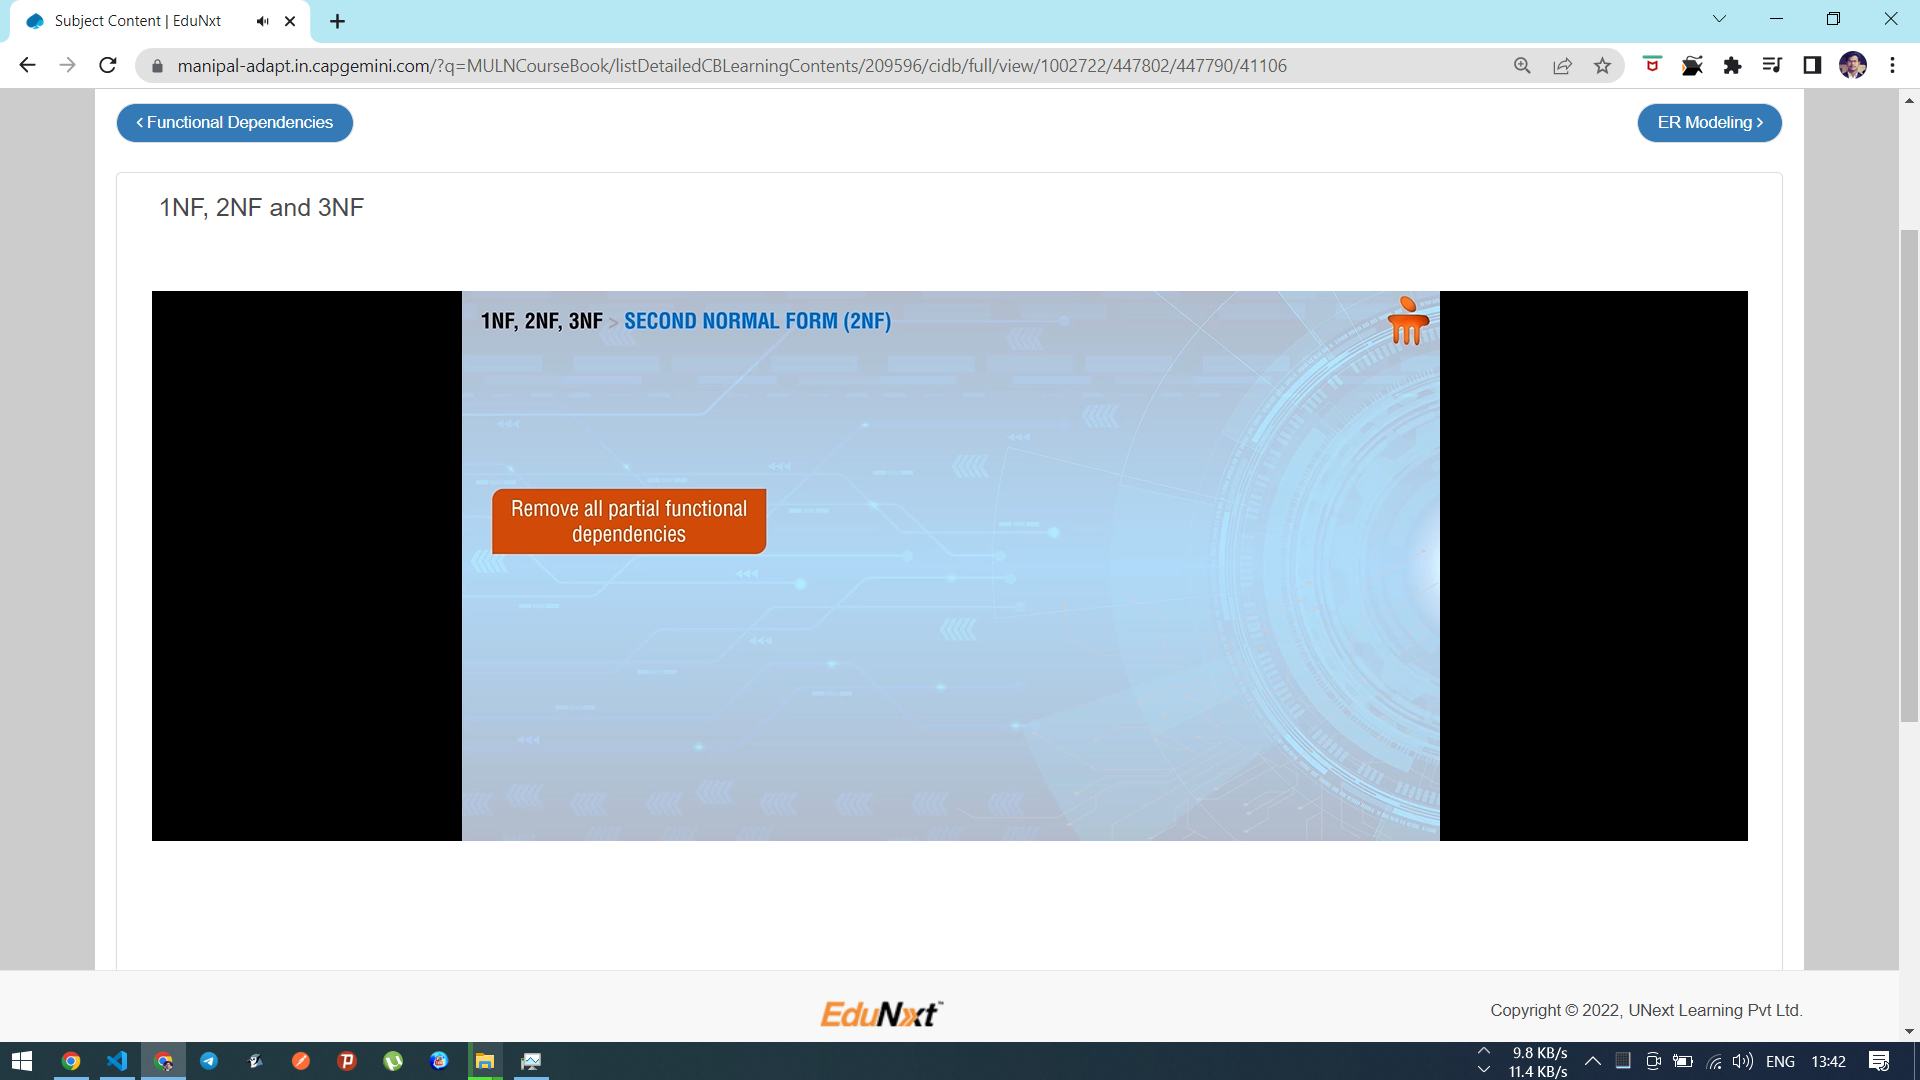 Subject Content | EduNxt
manipal-adapt.in.capgemini.com/?q=MULNCourseBook/listDetailedCBLearningContents/209596/cidb/full/view/1002722/447802/447790/41106
< Functional Dependencies
ER Modeling >
1NF, 2NF and 3NF
1NF, 2NF, 3NF > SECOND NORMAL FORM (2NF)
Remove all partial functional
dependencies
EduNxt™
Copyright © 2022, UNext Learning Pvt Ltd.
9.8 KB/s
11.4 KB/s
ENG
13:42